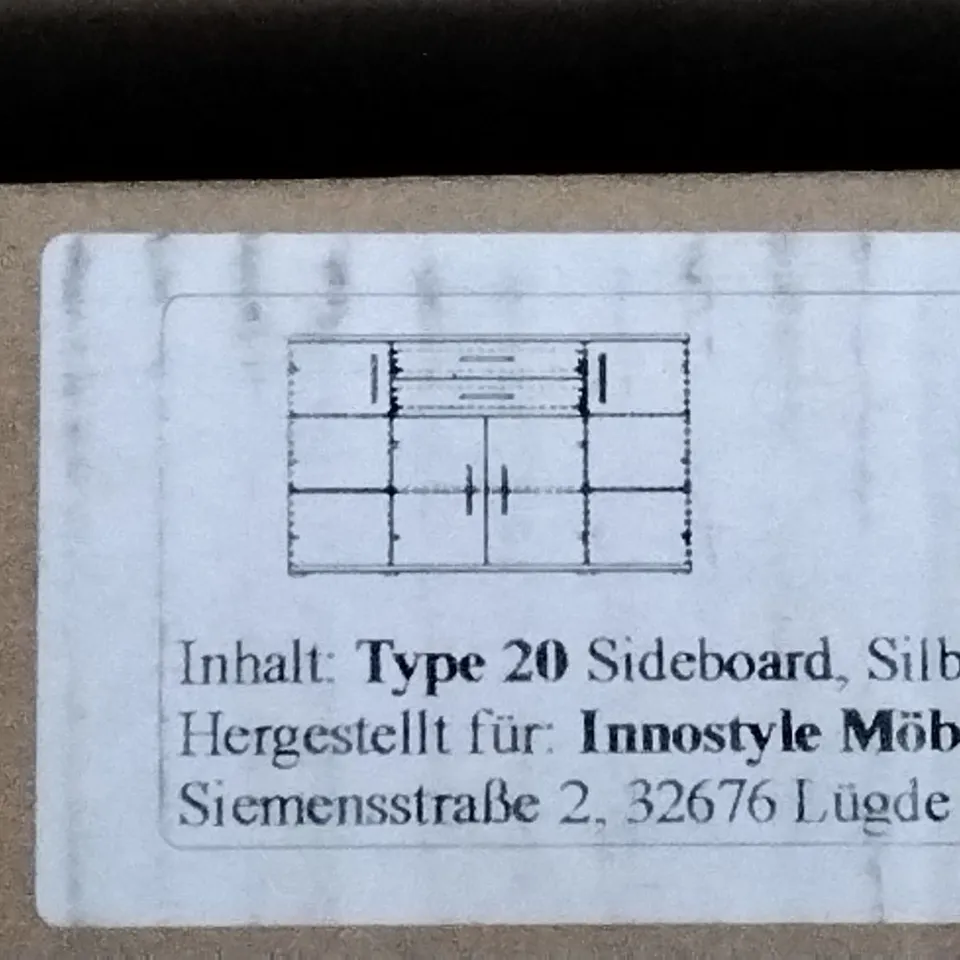 Inhalt: Type 20 Sideboard, Silb
Hergestellt für: Innostyle Möb
Siemensstraße 2, 32676 Lügde